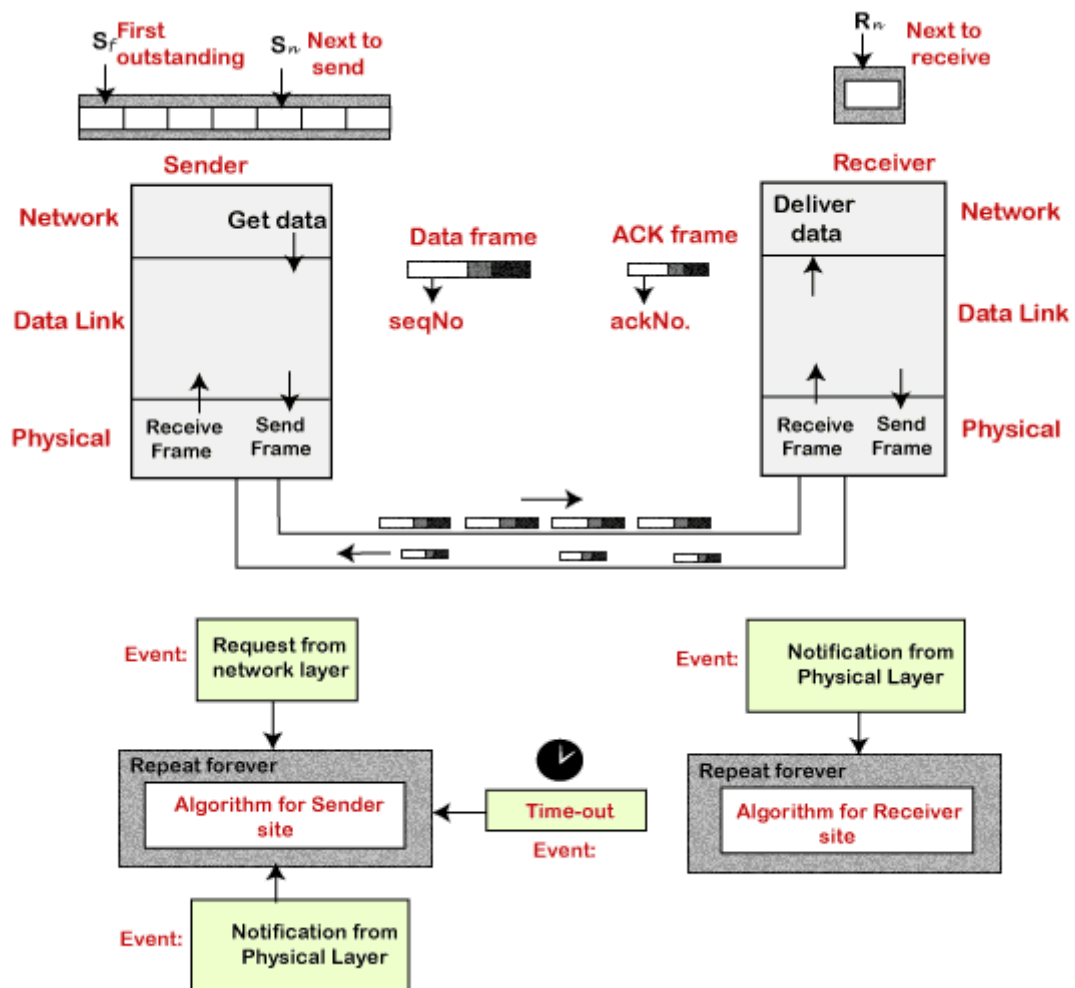 S_f First
outstanding
S_n Next to
send
R_n Next to
receive
Sender
Receiver
Network
Get data
Data frame
ACK frame
Deliver
data
Network
Data Link
seqNo
ackNo.
Data Link
Physical
Receive
Frame
Send
Frame
Receive
Frame
Send
Frame
Physical
Event:
Request from
network layer
Event:
Notification from
Physical Layer
Repeat forever
Algorithm for Sender
site
Time-out
Event:
Repeat forever
Algorithm for Receiver
site
Event:
Notification from
Physical Layer